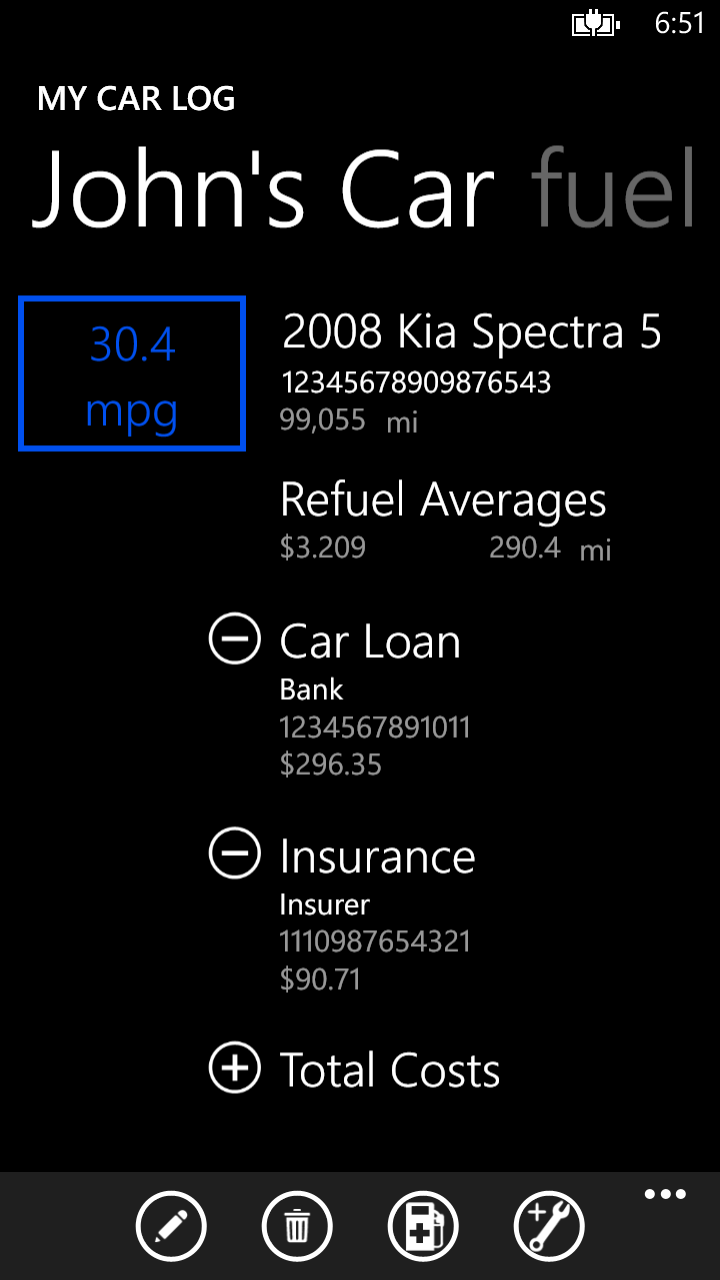 6:51
MY CAR LOG
John's Car fuel
30.4
mpg
2008 Kia Spectra 5
12345678909876543
99,055 mi
Refuel Averages
$3.209 290.4 mi
Car Loan
Bank
1234567891011
$296.35
Insurance
Insurer
1110987654321
$90.71
Total Costs